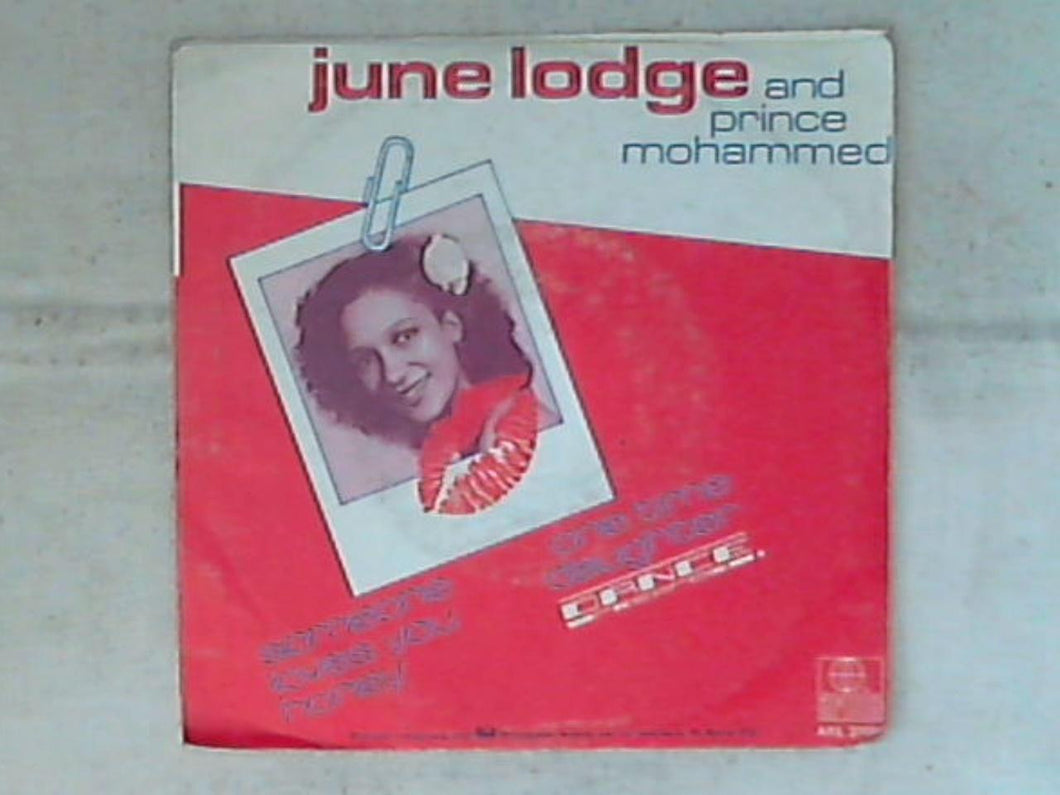 june lodge and
prince
mohammed
someone
loves you
honey
one time
daughter
DANCE.